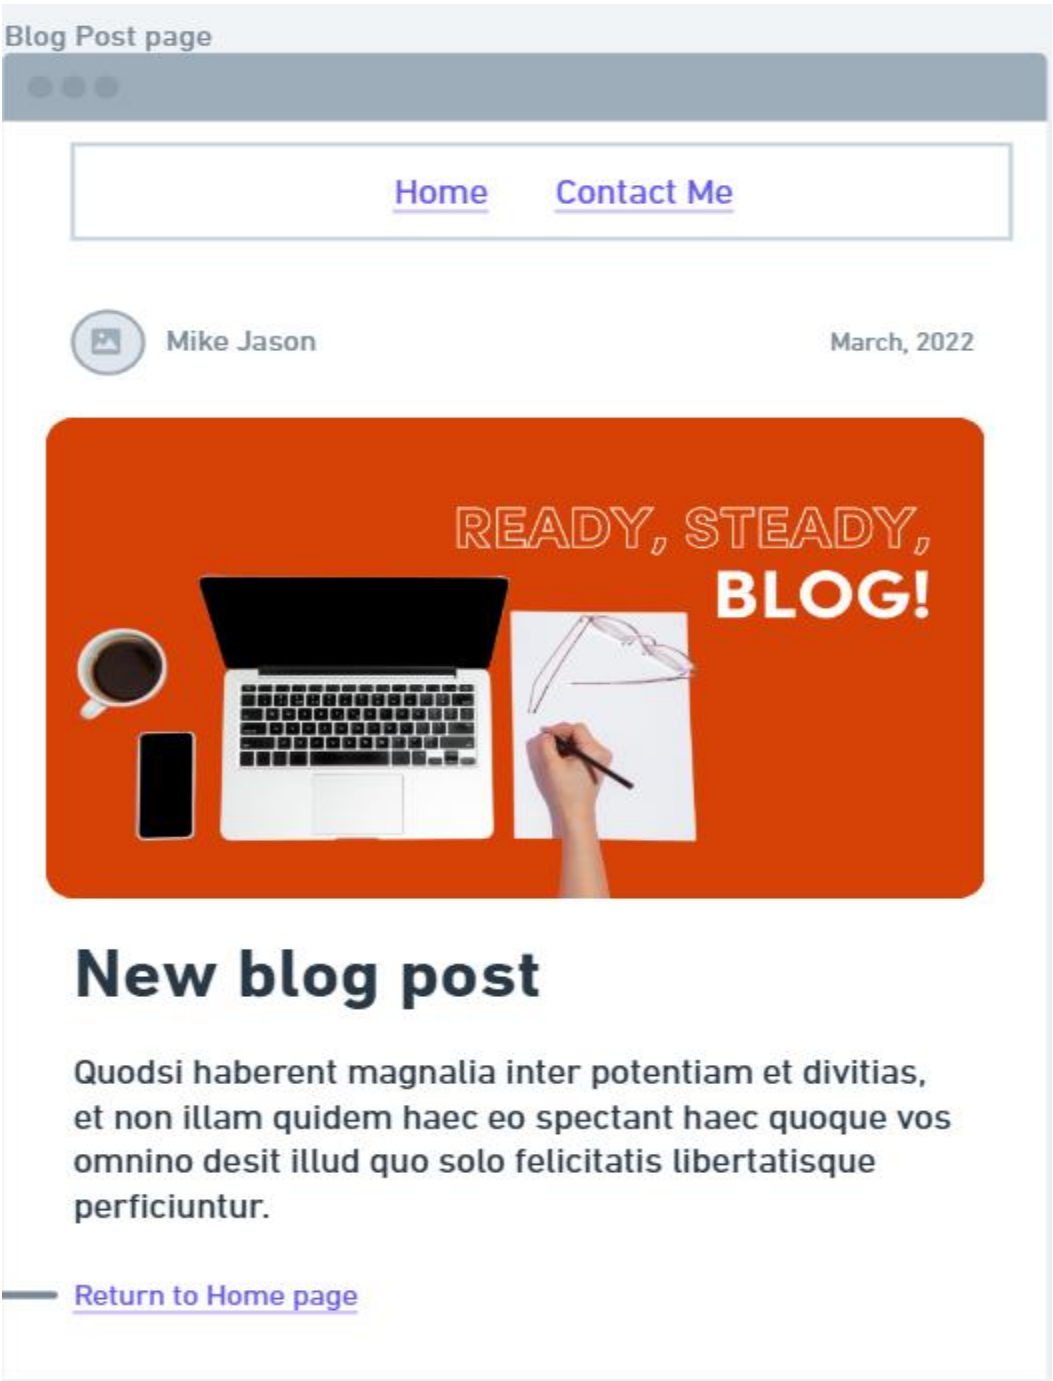 Blog Post page
Home Contact Me
Mike Jason March, 2022
READY, STEADY,
BLOG!
New blog post
Quodsi haberent magnalia inter potentiam et divitias,
et non illam quidem haec eo spectant haec quoque vos
omnino desit illud quo solo felicitatis libertatisque
perficiuntur.
Return to Home page